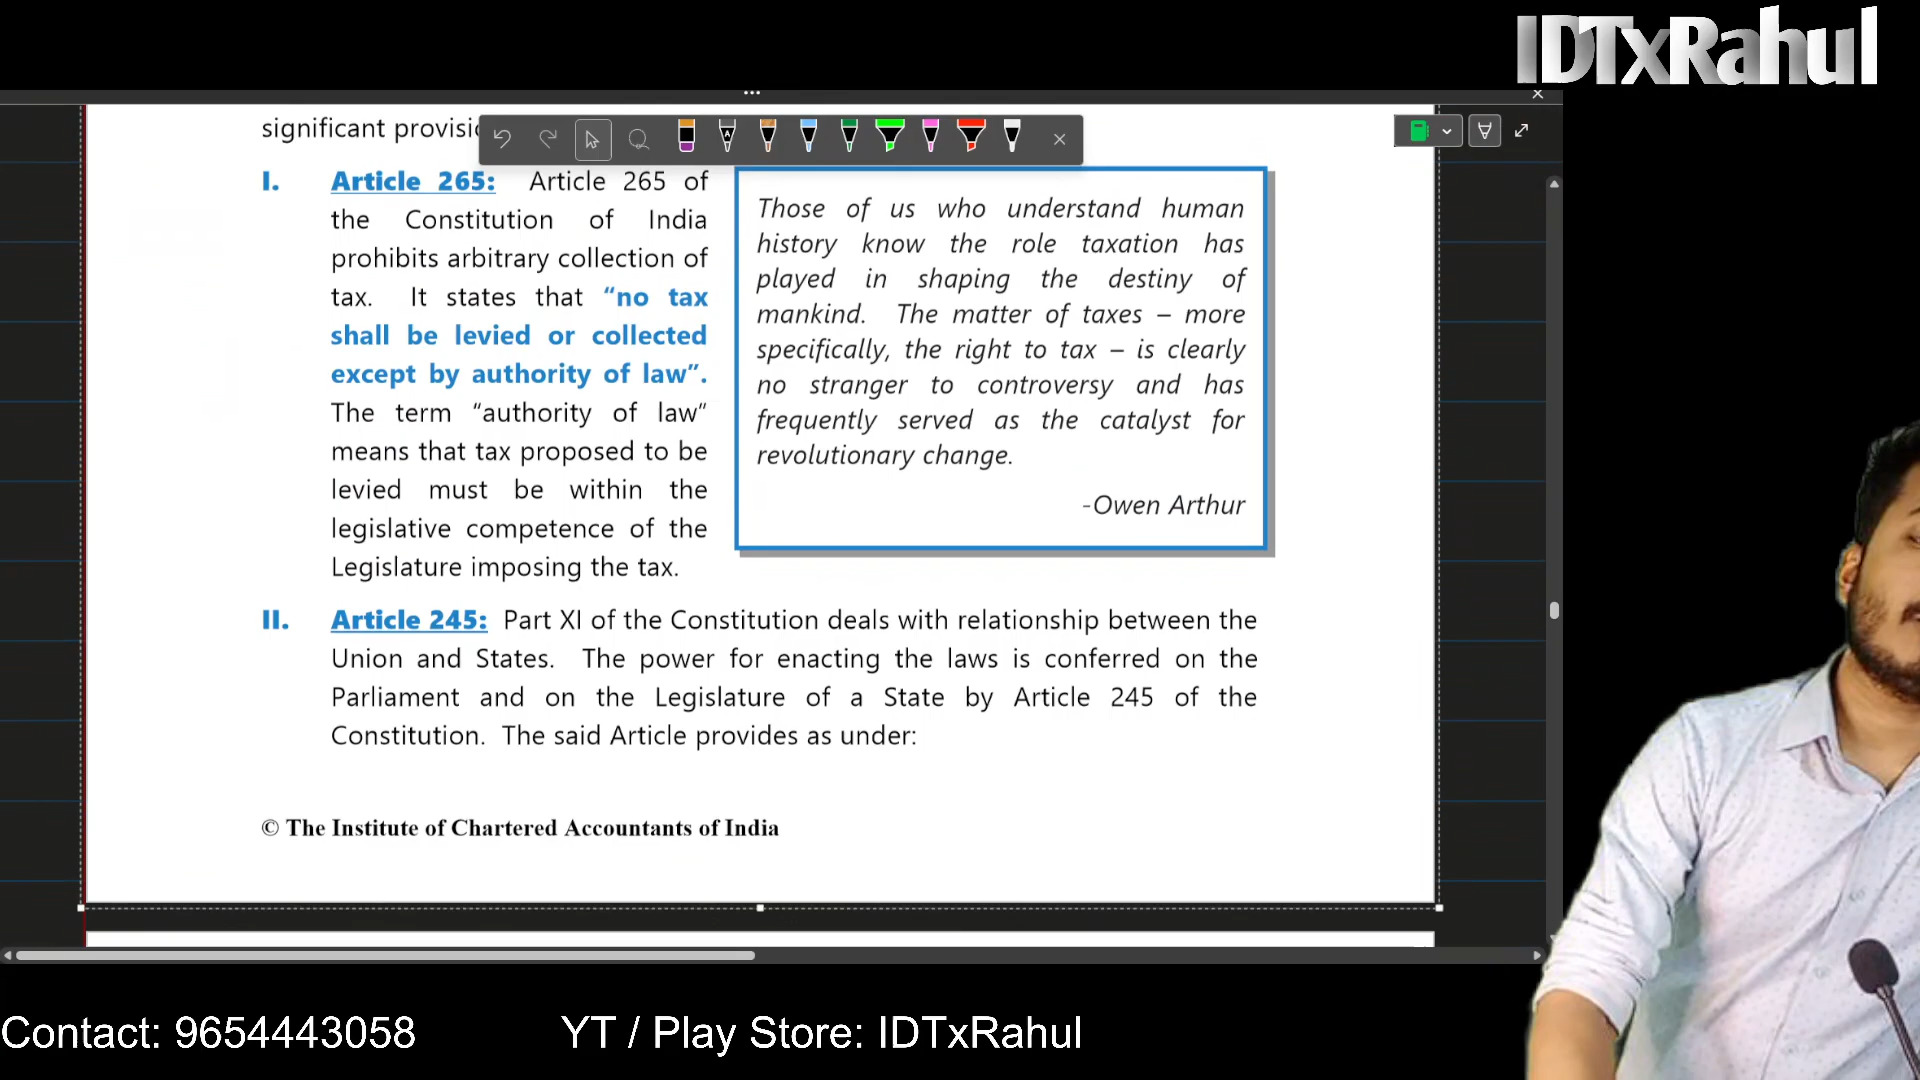 IDTxRahul
significant provisi
I. Article 265: Article 265 of
the Constitution of India
prohibits arbitrary collection of
tax. It states that “no tax
shall be levied or collected
except by authority of law”.
The term “authority of law”
means that tax proposed to be
levied must be within the
legislative competence of the
Legislature imposing the tax.
Those of us who understand human
history know the role taxation has
played in shaping the destiny of
mankind. The matter of taxes – more
specifically, the right to tax – is clearly
no stranger to controversy and has
frequently served as the catalyst for
revolutionary change.
-Owen Arthur
II. Article 245: Part XI of the Constitution deals with relationship between the
Union and States. The power for enacting the laws is conferred on the
Parliament and on the Legislature of a State by Article 245 of the
Constitution. The said Article provides as under:
© The Institute of Chartered Accountants of India
Contact: 9654443058 YT / Play Store: IDTxRahul